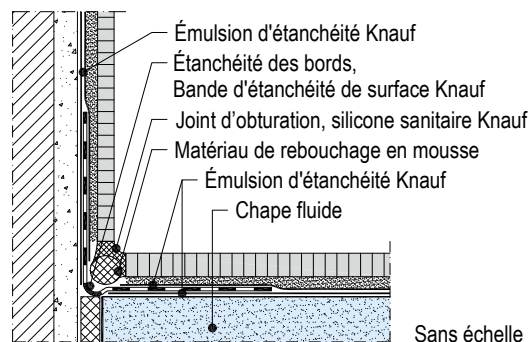 Émulsion d'étanchéité Knauf
Étanchéité des bords,
Bande d'étanchéité de surface Knauf
Joint d'obturation, silicone sanitaire Knauf
Matériau de rebouchage en mousse
Émulsion d'étanchéité Knauf
Chape fluide
Sans échelle